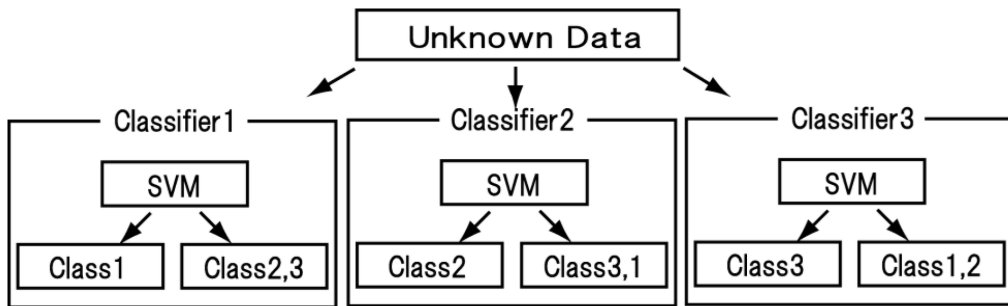 Unknown Data
Classifier1
Classifier2
Classifier3
SVM
SVM
SVM
Class1
Class2,3
Class2
Class3,1
Class3
Class1,2